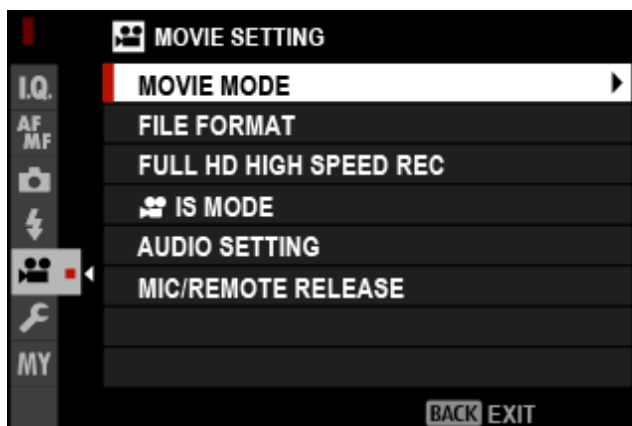 MOVIE SETTING
I.Q.
AF
MF
MY
MOVIE MODE
FILE FORMAT
FULL HD HIGH SPEED REC
IS MODE
AUDIO SETTING
MIC/REMOTE RELEASE
BACK EXIT